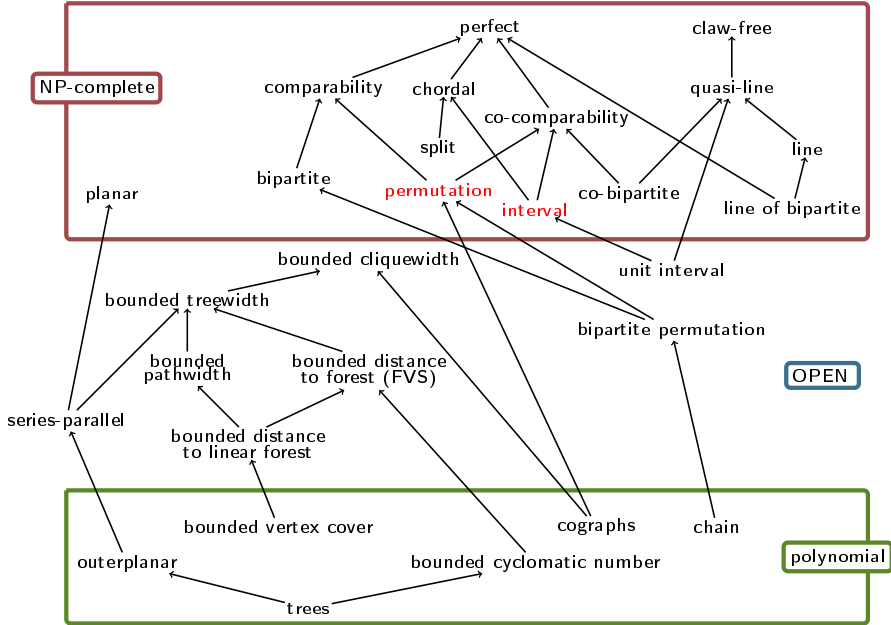 perfect
claw-free
NP-complete
comparability
chordal
quasi-line
co-comparability
split
line
bipartite
permutation
co-bipartite
planar
interval
line of bipartite
bounded cliquewidth
unit interval
bounded treewidth
bipartite permutation
bounded
pathwidth
bounded distance
to forest (FVS)
OPEN
series-parallel
bounded distance
to linear forest
bounded vertex cover
cographs
chain
outerplanar
bounded cyclomatic number
polynomial
trees